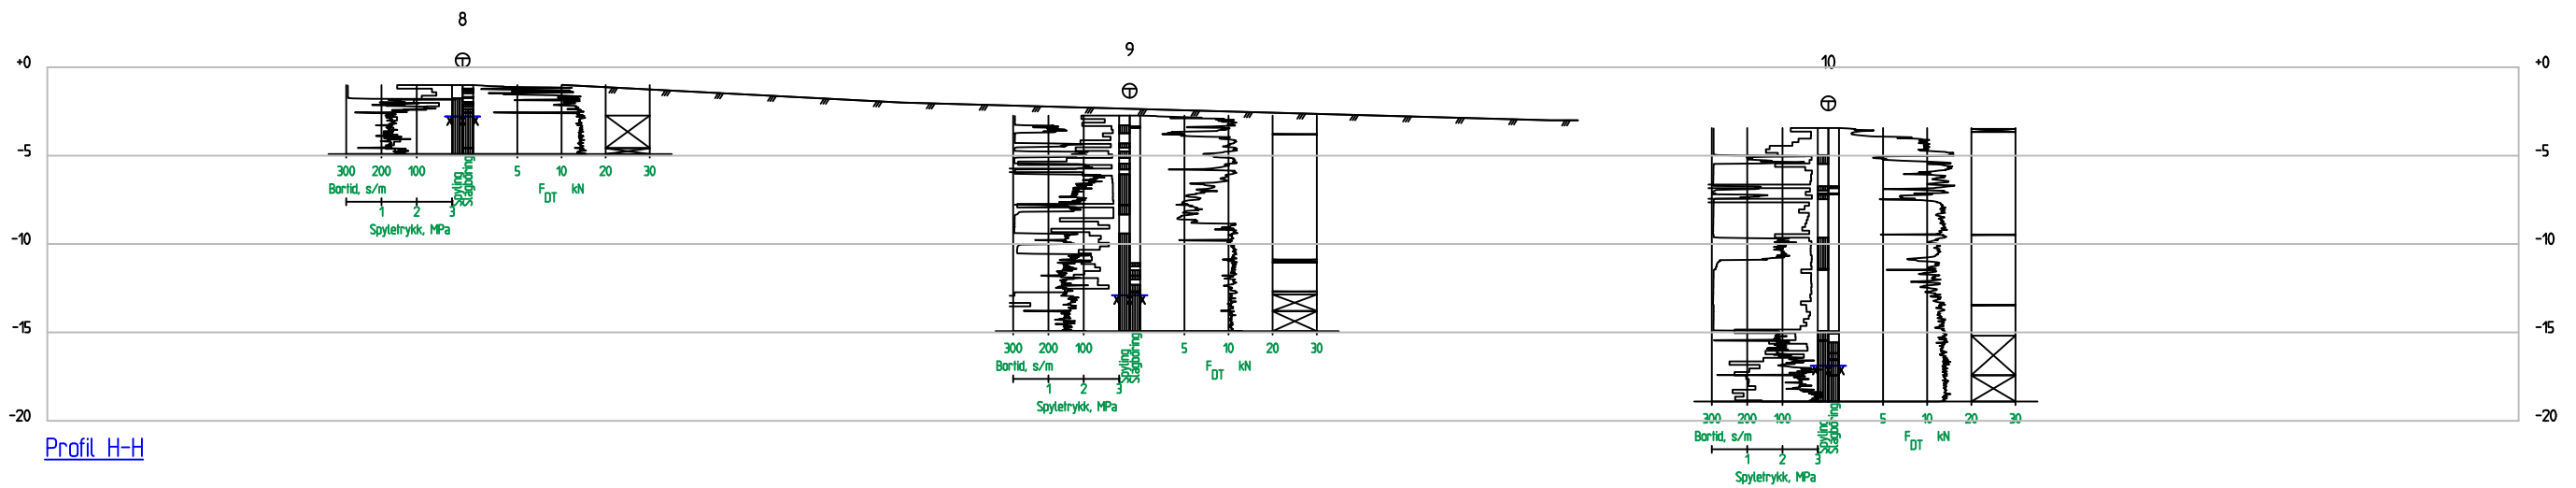 8
9
10
+0
+0
-5
-5
-10
-10
-15
-15
-20
-20
300 200 100 Spyling Slagboring 5 10 20 30
Bortid, s/m FDT kN
1 2 3
Spyletrykk, MPa
300 200 100 Spyling Slagboring 5 10 20 30
Bortid, s/m FDT kN
1 2 3
Spyletrykk, MPa
300 200 100 Spyling Slagboring 5 10 20 30
Bortid, s/m FDT kN
1 2 3
Spyletrykk, MPa
Profil H-H